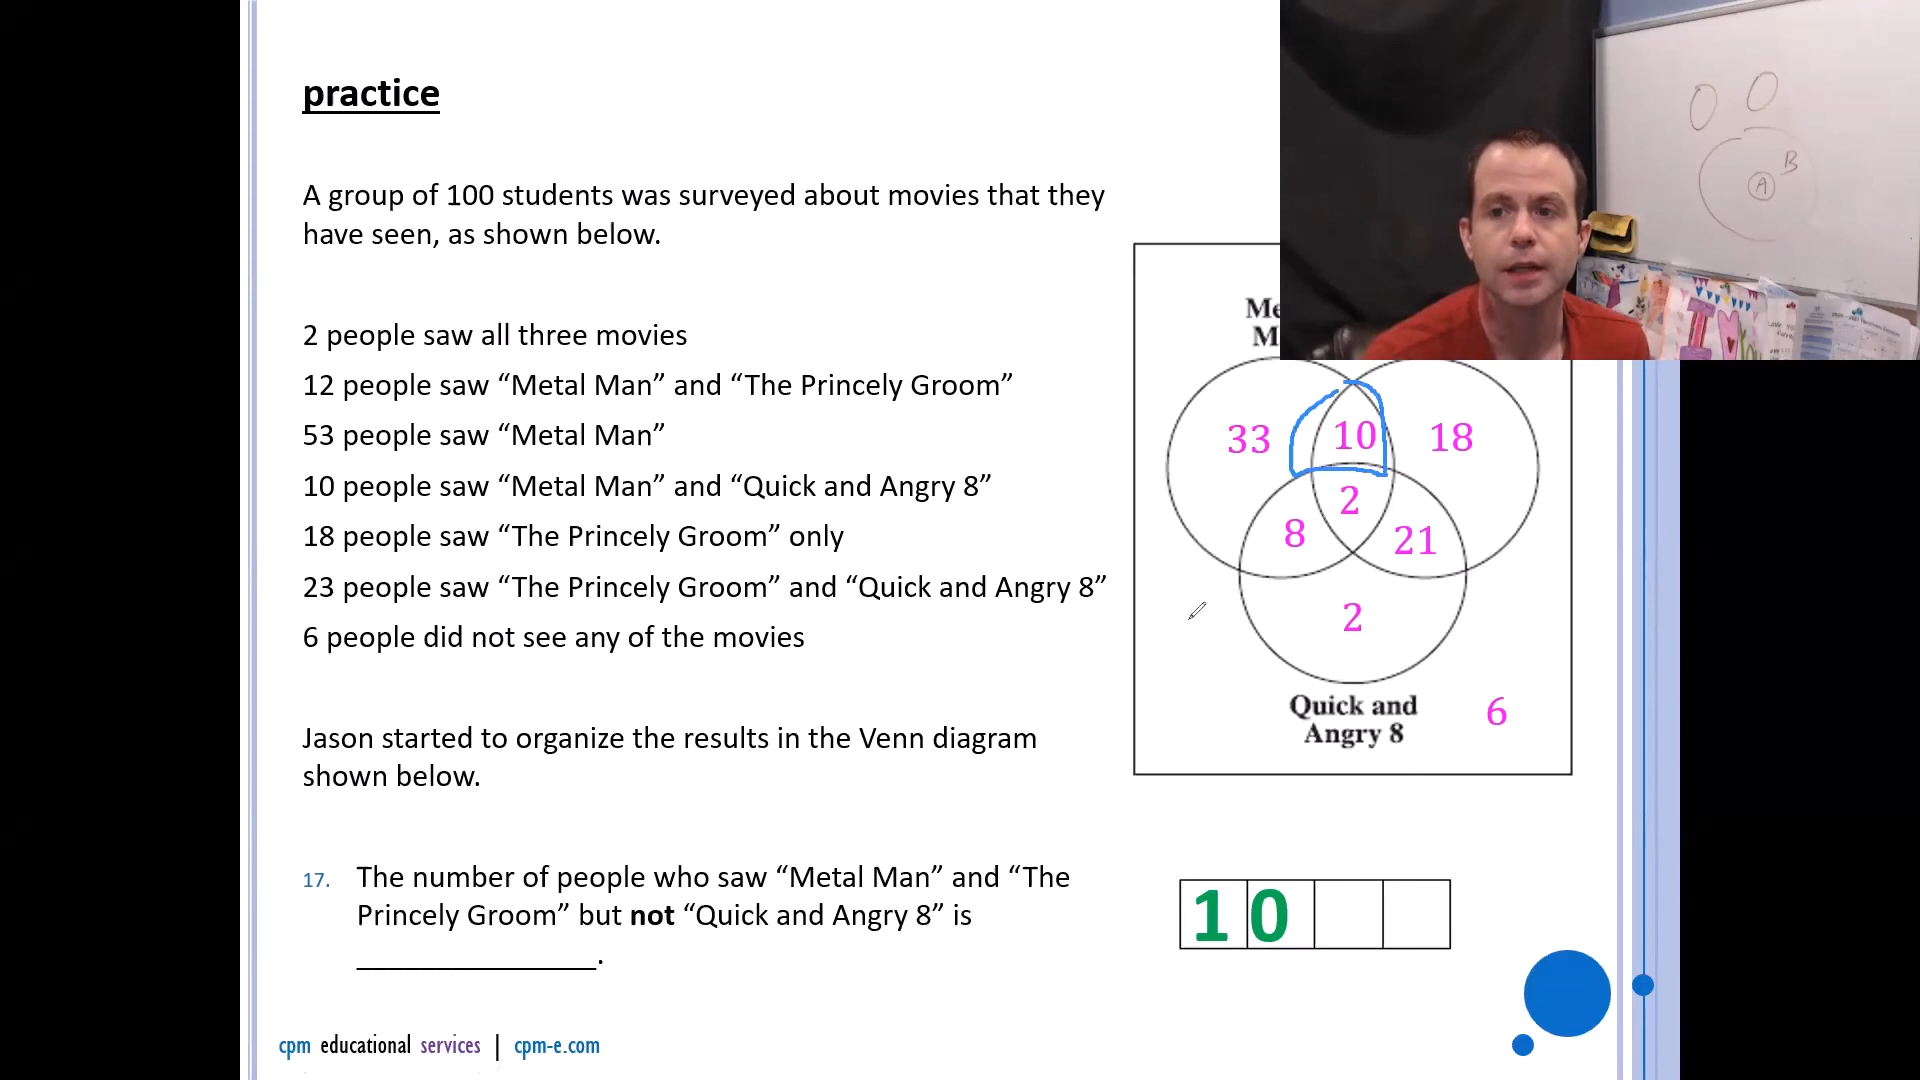 practice
A group of 100 students was surveyed about movies that they
have seen, as shown below.
2 people saw all three movies
12 people saw “Metal Man” and “The Princely Groom”
53 people saw “Metal Man”
10 people saw “Metal Man” and “Quick and Angry 8”
18 people saw “The Princely Groom” only
23 people saw “The Princely Groom” and “Quick and Angry 8”
6 people did not see any of the movies
Jason started to organize the results in the Venn diagram
shown below.
17. The number of people who saw “Metal Man” and “The
Princely Groom” but not “Quick and Angry 8” is
________________.
33 10 18
2
8 21
2
Quick and
Angry 8
6
10
B
A
I
cpm educational services | cpm-e.com